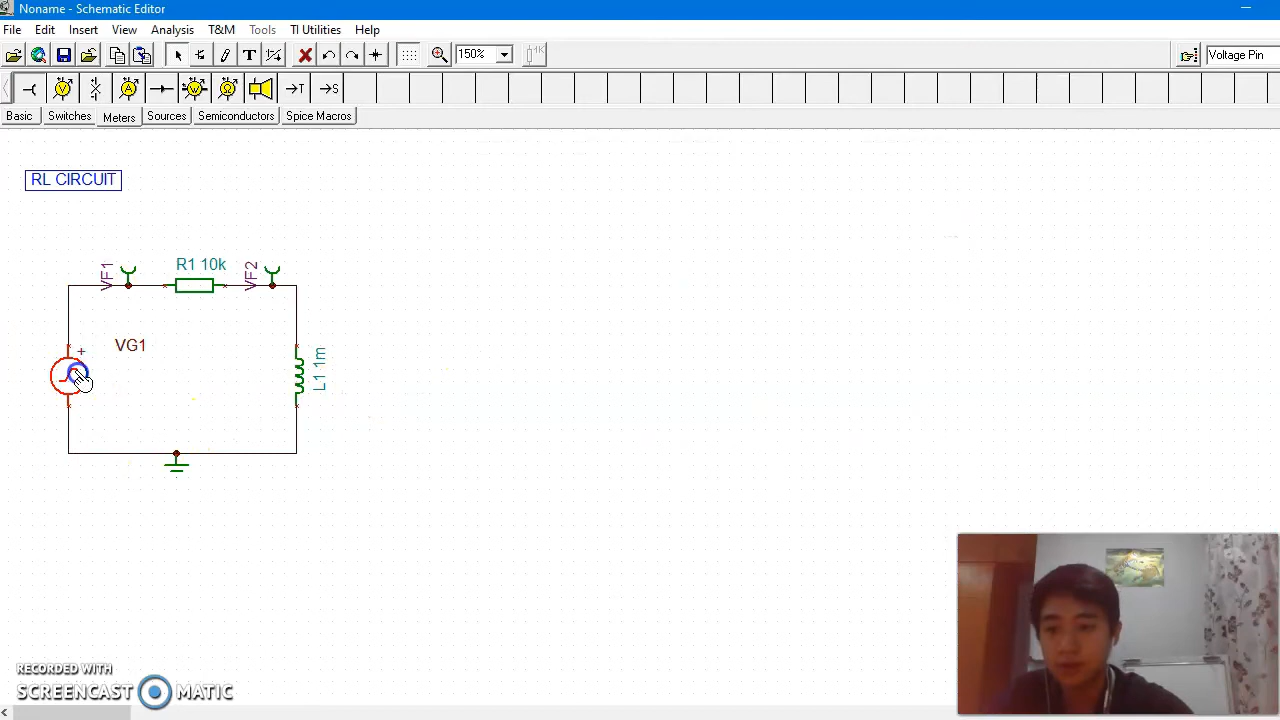 Noname - Schematic Editor
File Edit Insert View Analysis T&M Tools TI Utilities Help
T 150% 1K Voltage Pin
V A W Ω →T →S
Basic Switches Meters Sources Semiconductors Spice Macros
RL CIRCUIT
VF1 R1 10k VF2
VG1
+
L1 1m
RECORDED WITH
SCREENCAST MATIC